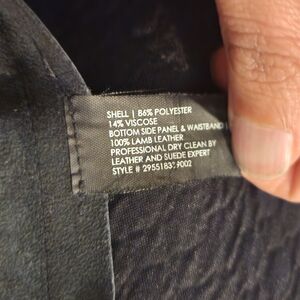 SHELL | 86% POLYESTER
14% VISCOSE
BOTTOM SIDE PANEL & WAISTBAND |
100% LAMB LEATHER
PROFESSIONAL DRY CLEAN BY
LEATHER AND SUEDE EXPERT
STYLE #